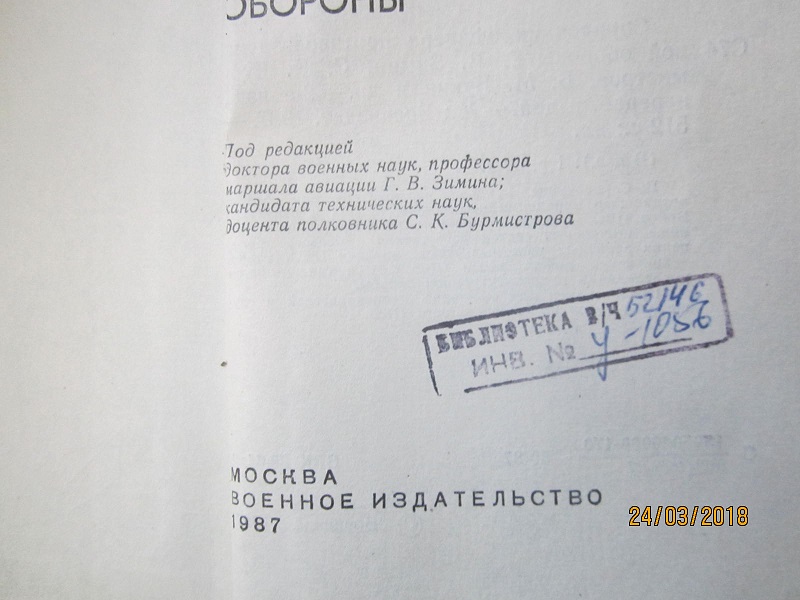 ОБОРОНЫ
Под редакцией
доктора военных наук, профессора
маршала авиации Г. В. Зимина;
кандидата технических наук,
доцента полковника С. К. Бурмистрова
БИБЛИОТЕКА В/Ч 52146
ИНВ. № У-1056
МОСКВА
ВОЕННОЕ ИЗДАТЕЛЬСТВО
1987
24/03/2018